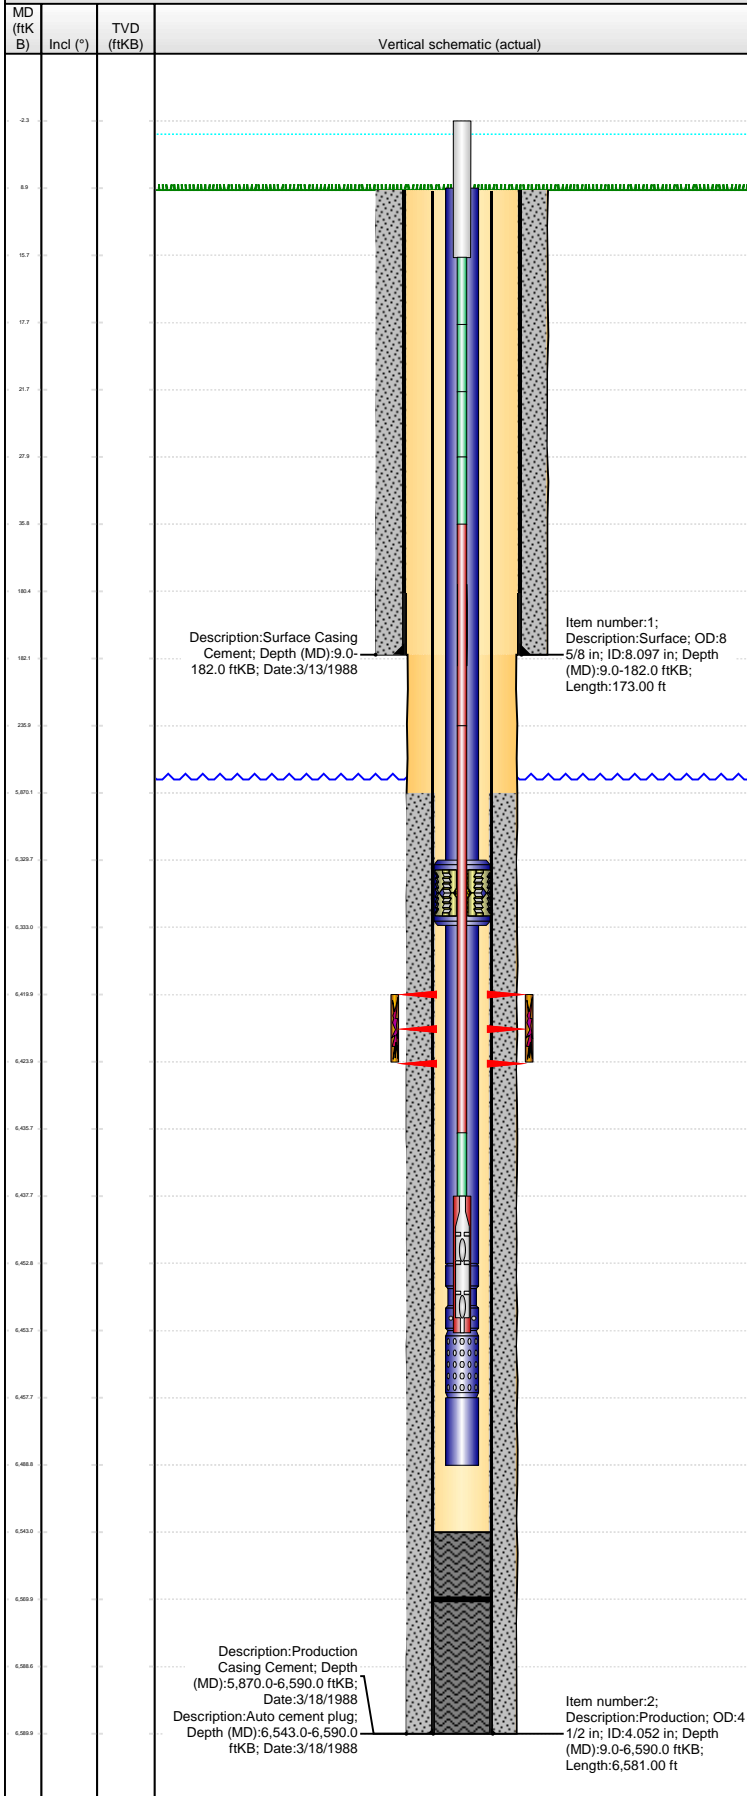 MD
(ftK
B)
Incl (°)
TVD
(ftKB)
Vertical schematic (actual)
-2.3
8.9
15.7
17.7
21.7
27.9
35.8
180.4
182.1
235.9
5,870.1
6,329.7
6,333.0
6,419.9
6,423.9
6,435.7
6,437.7
6,452.8
6,453.7
6,457.7
6,488.8
6,543.0
6,569.9
6,588.6
6,589.9
Description:Surface Casing
Cement; Depth (MD):9.0-
182.0 ftKB; Date:3/13/1988
Item number:1;
Description:Surface; OD:8
5/8 in; ID:8.097 in; Depth
(MD):9.0-182.0 ftKB;
Length:173.00 ft
Description:Production
Casing Cement; Depth
(MD):5,870.0-6,590.0 ftKB;
Date:3/18/1988
Description:Auto cement plug;
Depth (MD):6,543.0-6,590.0
ftKB; Date:3/18/1988
Item number:2;
Description:Production; OD:4
1/2 in; ID:4.052 in; Depth
(MD):9.0-6,590.0 ftKB;
Length:6,581.00 ft